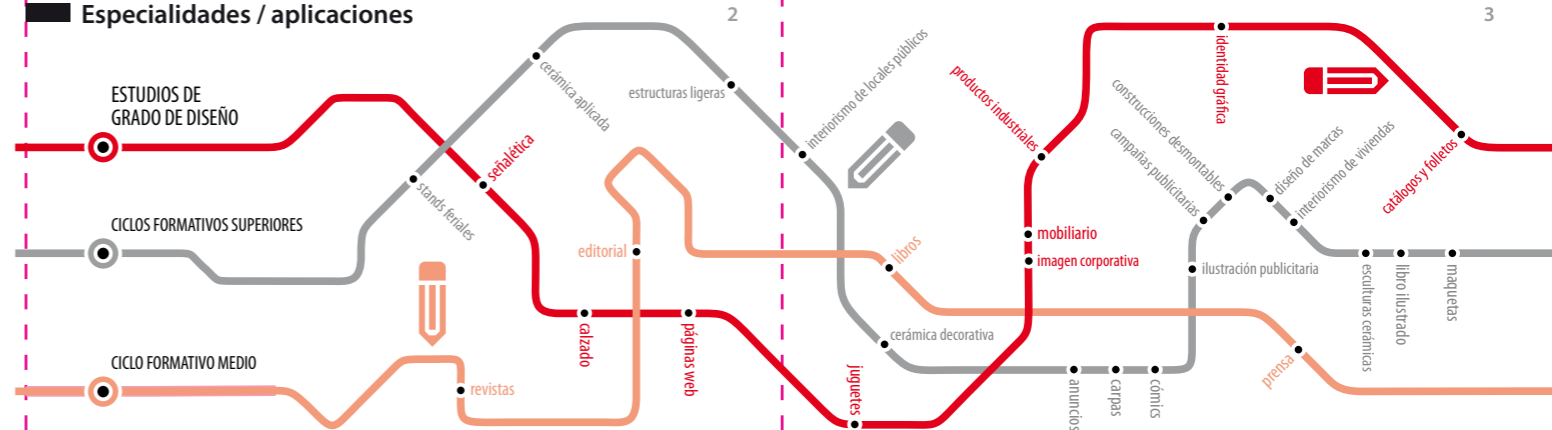 Especialidades / aplicaciones
2
3
ESTUDIOS DE
GRADO DE DISEÑO
señalética
calzado
páginas web
juguetes
productos industriales
mobiliario
imagen corporativa
identidad gráfica
catálogos y folletos
CICLOS FORMATIVOS SUPERIORES
stands feriales
cerámica aplicada
estructuras ligeras
interiorismo de locales públicos
cerámica decorativa
anuncios
carpas
cómics
ilustración publicitaria
campañas publicitarias
construcciones desmontables
diseño de marcas
interiorismo de viviendas
esculturas cerámicas
libro ilustrado
maquetas
CICLO FORMATIVO MEDIO
revistas
editorial
libros
prensa